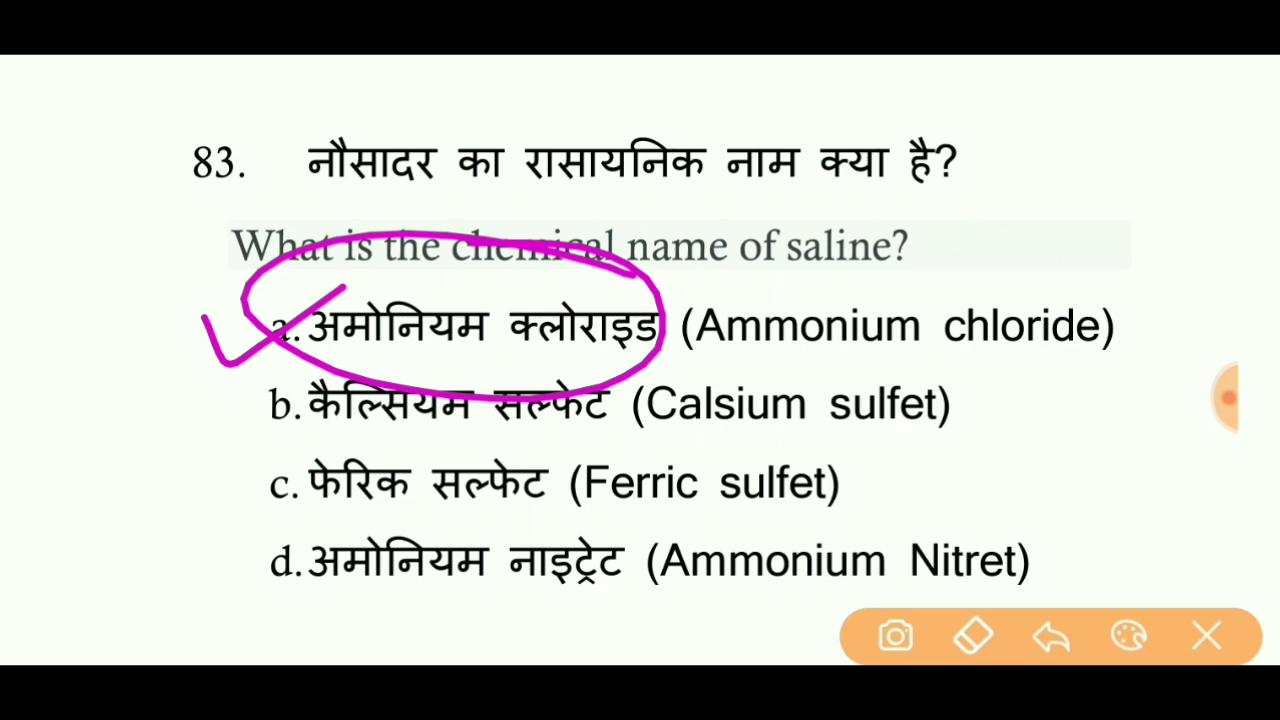 83. नौसादर का रासायनिक नाम क्या है?
What is the chemical name of saline?
a. अमोनियम क्लोराइड (Ammonium chloride)
b. कैल्सियम सल्फेट (Calsium sulfet)
c. फेरिक सल्फेट (Ferric sulfet)
d. अमोनियम नाइट्रेट (Ammonium Nitret)